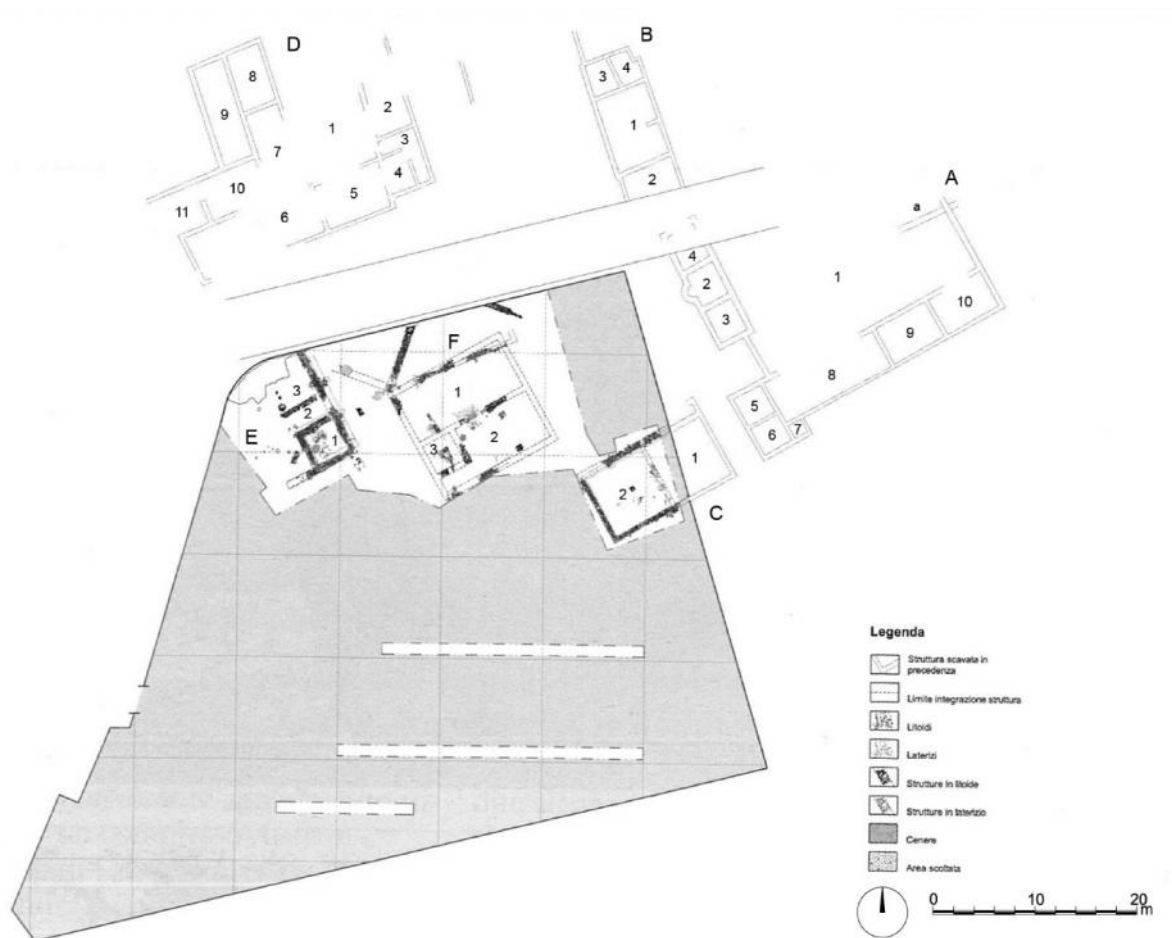 D
B
8
9
7
10
11
1
2
3
4
5
6
3
4
1
2
A
a
4
2
3
1
10
9
8
5
6
7
F
1
2
3
E
3
2
1
1
2
C
Legenda
Struttura scavata in
precedenza
Limite integrazione struttura
Litoidi
Laterizi
Strutture in litoide
Strutture in laterizio
Cenere
Area scottata
0 10 20
m